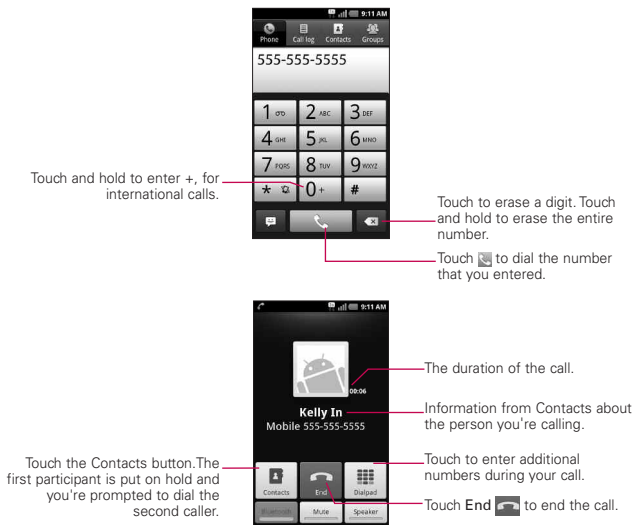 9:11 AM
Phone Call log Contacts Groups
555-555-5555
1 2 ABC 3 DEF
4 GHI 5 JKL 6 MNO
7 PQRS 8 TUV 9 WXYZ
* 0 + #
Touch and hold to enter +, for
international calls.
Touch to erase a digit. Touch
and hold to erase the entire
number.
Touch to dial the number
that you entered.
9:11 AM
00:06
Kelly In
Mobile 555-555-5555
Contacts End Dialpad
Bluetooth Mute Speaker
The duration of the call.
Information from Contacts about
the person you're calling.
Touch the Contacts button.The
first participant is put on hold and
you're prompted to dial the
second caller.
Touch to enter additional
numbers during your call.
Touch End to end the call.